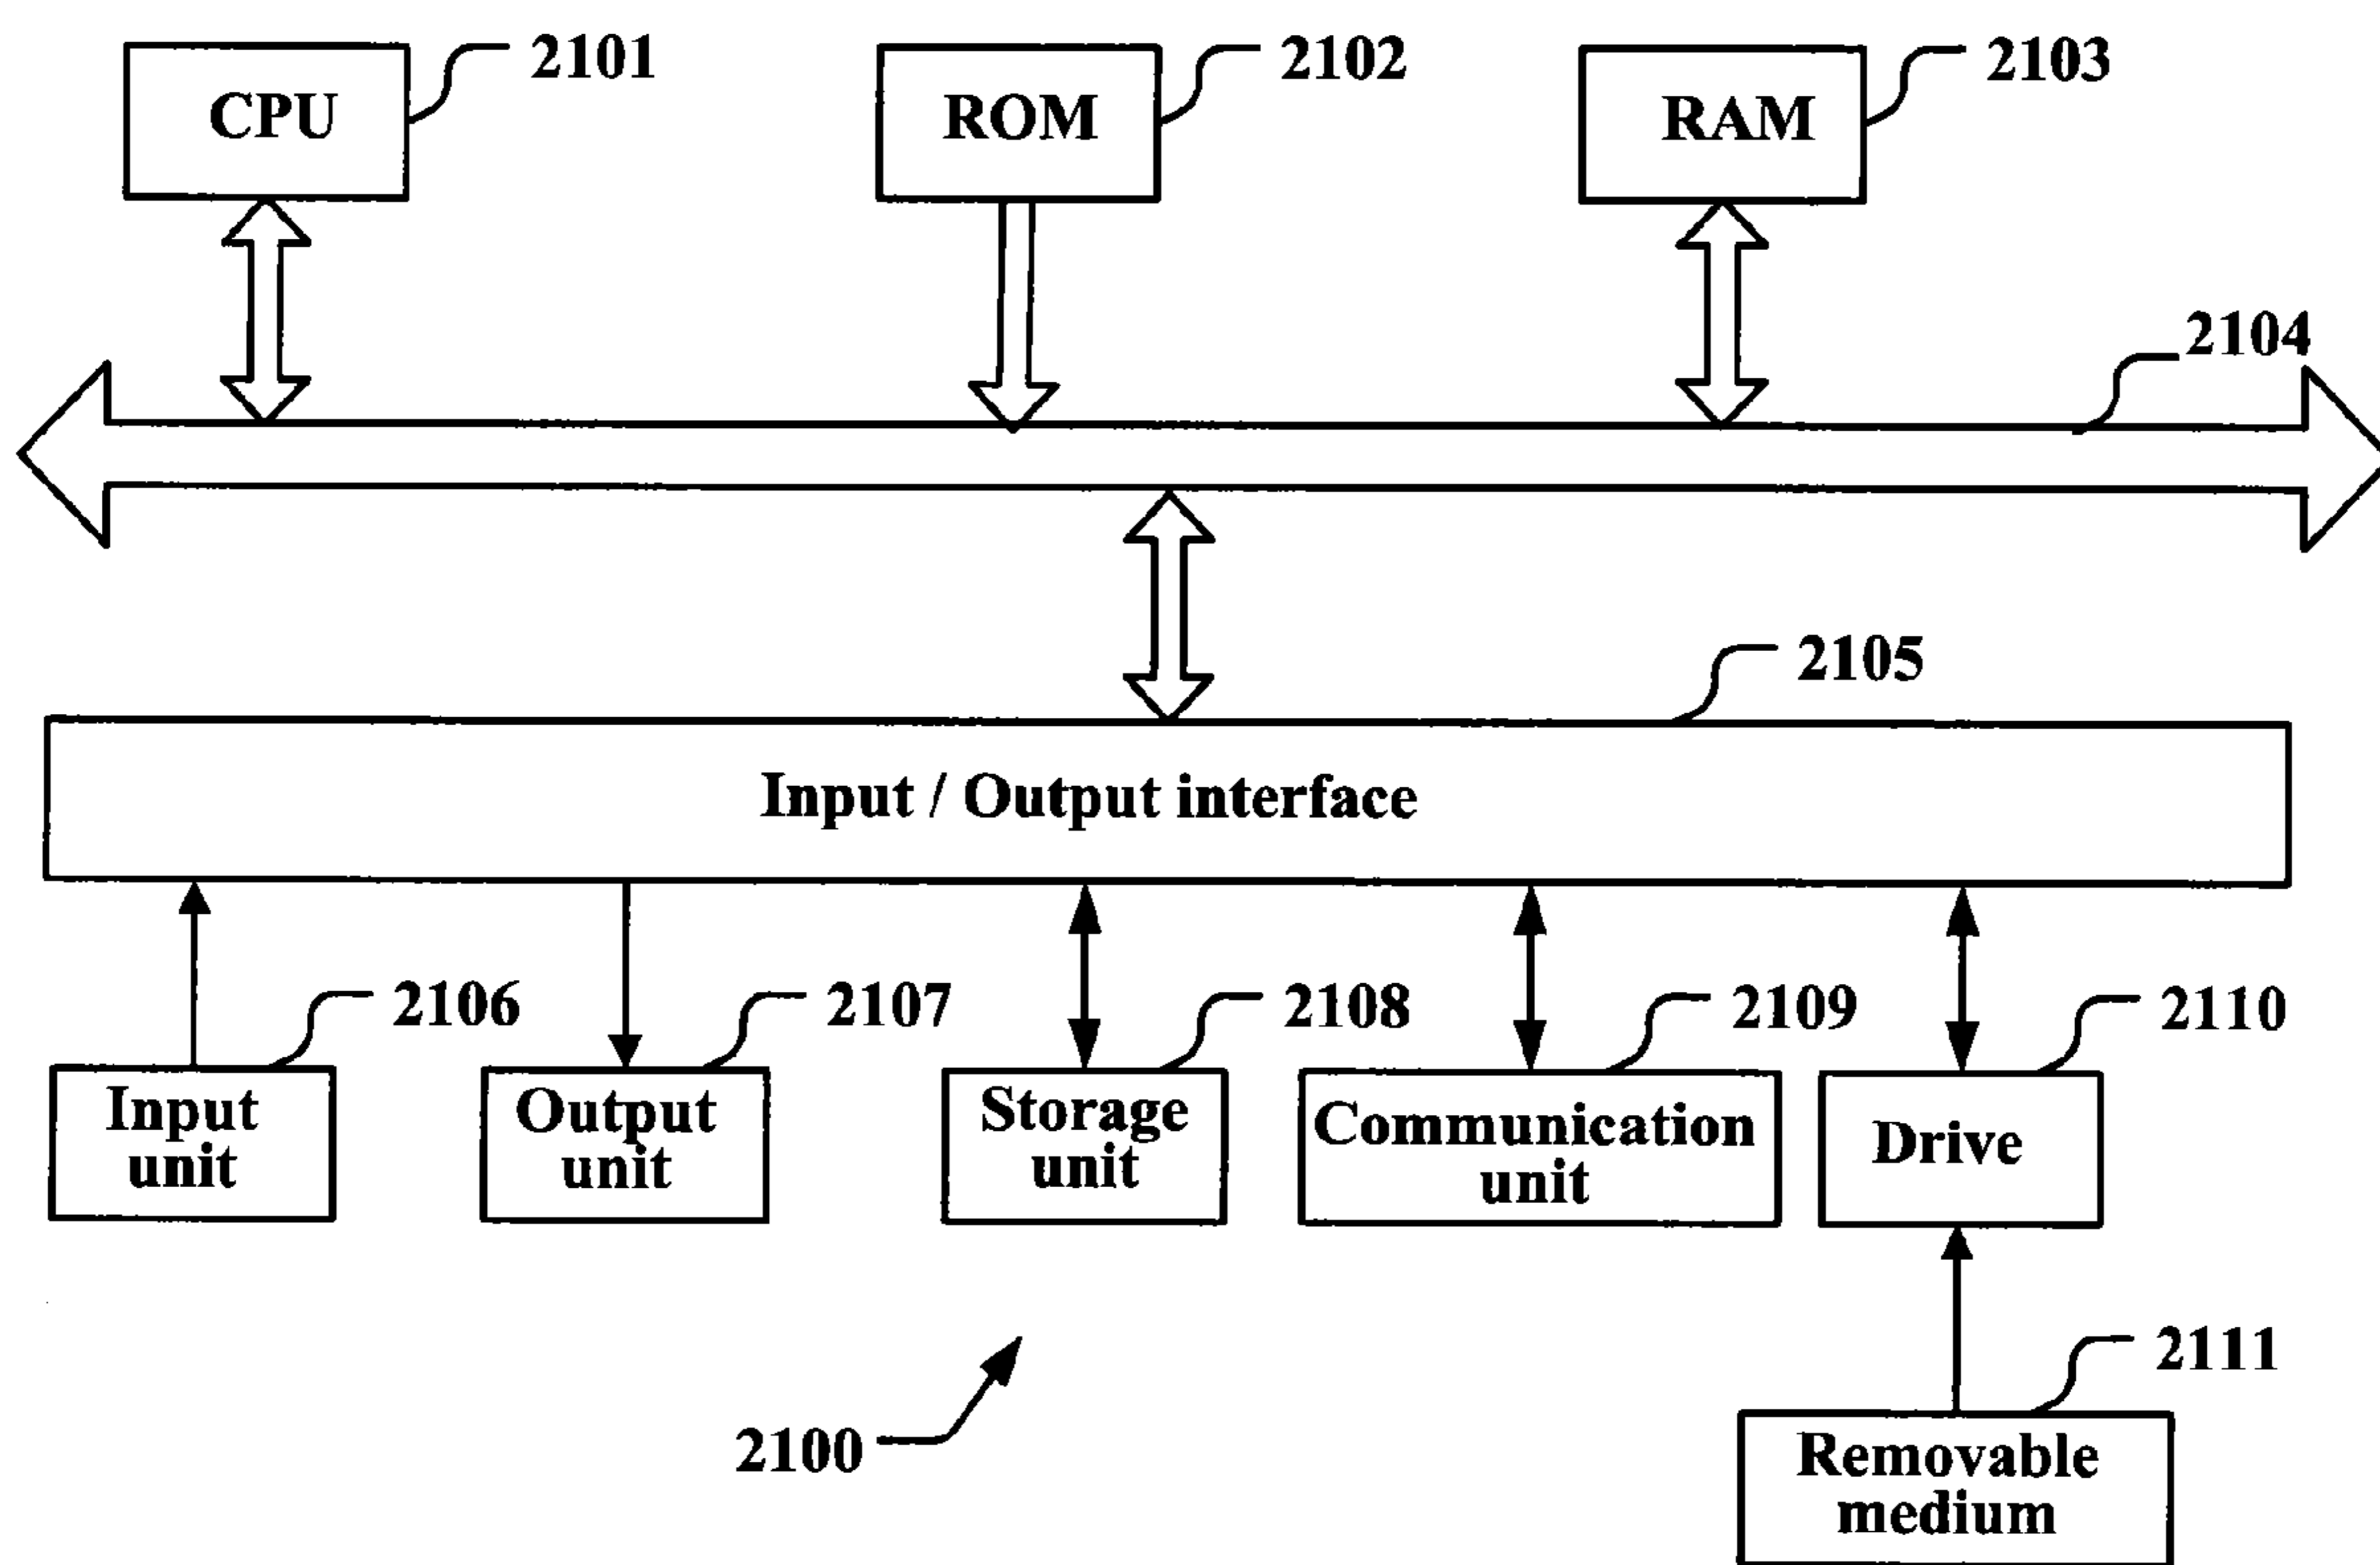 CPU
2101
ROM
2102
RAM
2103
2104
2105
Input / Output interface
2106
2107
2108
2109
2110
Input
unit
Output
unit
Storage
unit
Communication
unit
Drive
2111
2100
Removable
medium